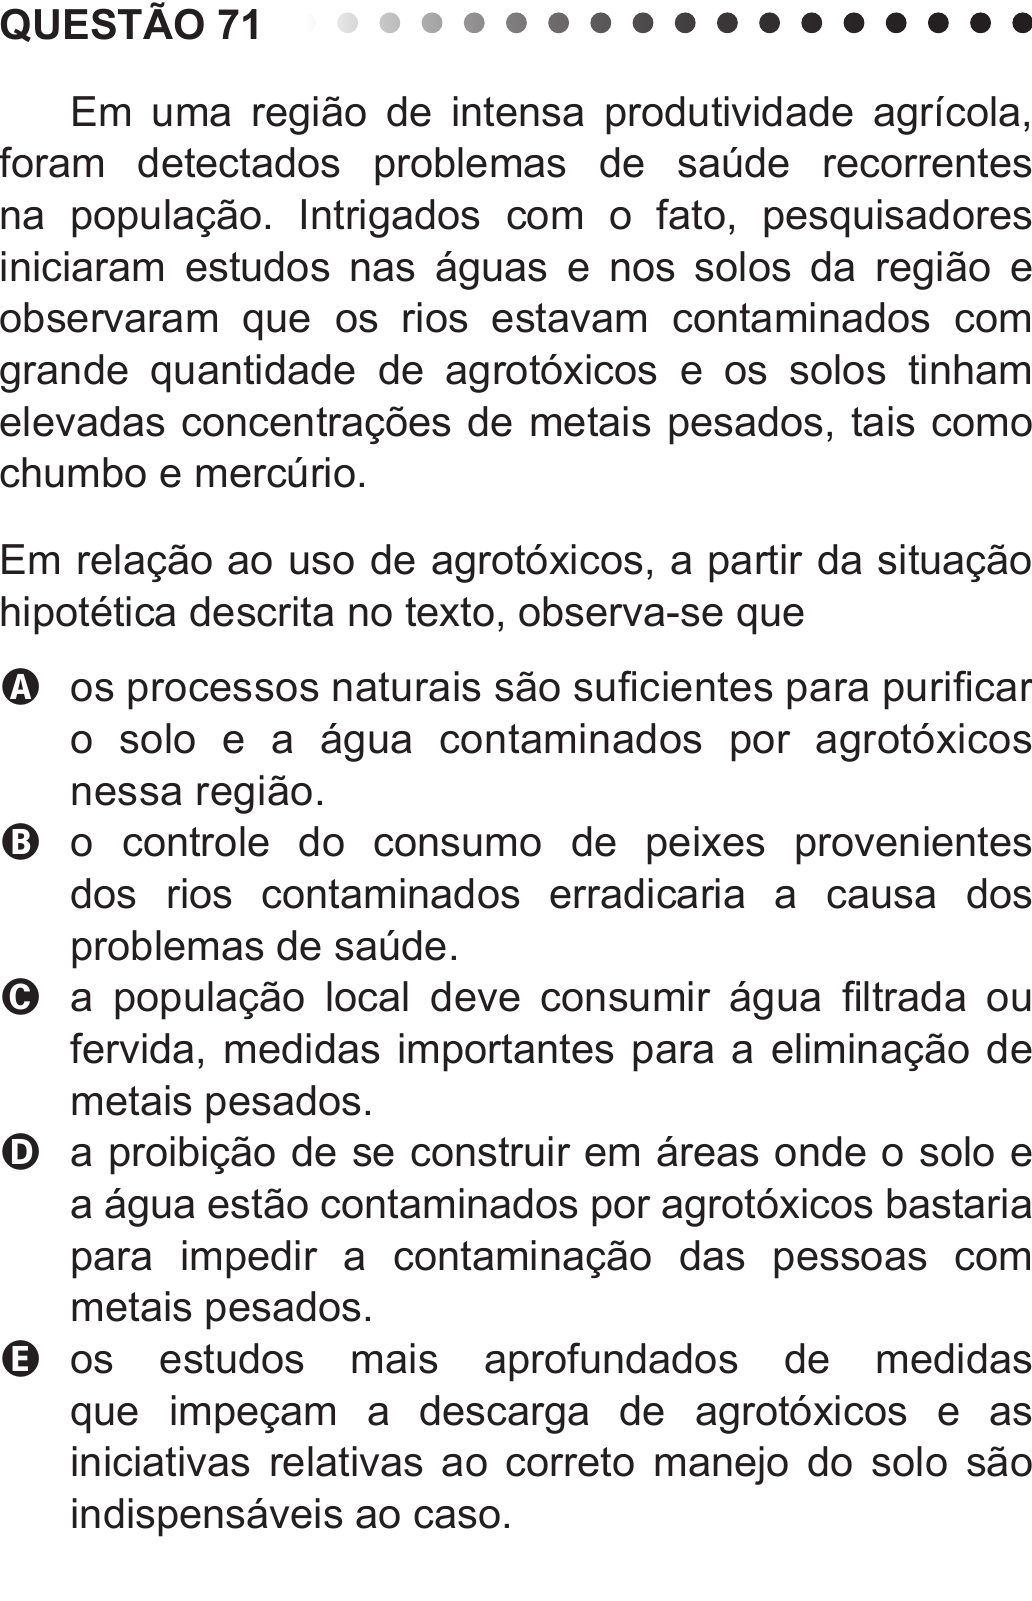 QUESTÃO 71
Em uma região de intensa produtividade agrícola,
foram detectados problemas de saúde recorrentes
na população. Intrigados com o fato, pesquisadores
iniciaram estudos nas águas e nos solos da região e
observaram que os rios estavam contaminados com
grande quantidade de agrotóxicos e os solos tinham
elevadas concentrações de metais pesados, tais como
chumbo e mercúrio.
Em relação ao uso de agrotóxicos, a partir da situação
hipotética descrita no texto, observa-se que
A os processos naturais são suficientes para purificar
o solo e a água contaminados por agrotóxicos
nessa região.
B o controle do consumo de peixes provenientes
dos rios contaminados erradicaria a causa dos
problemas de saúde.
C a população local deve consumir água filtrada ou
fervida, medidas importantes para a eliminação de
metais pesados.
D a proibição de se construir em áreas onde o solo e
a água estão contaminados por agrotóxicos bastaria
para impedir a contaminação das pessoas com
metais pesados.
E os estudos mais aprofundados de medidas
que impeçam a descarga de agrotóxicos e as
iniciativas relativas ao correto manejo do solo são
indispensáveis ao caso.